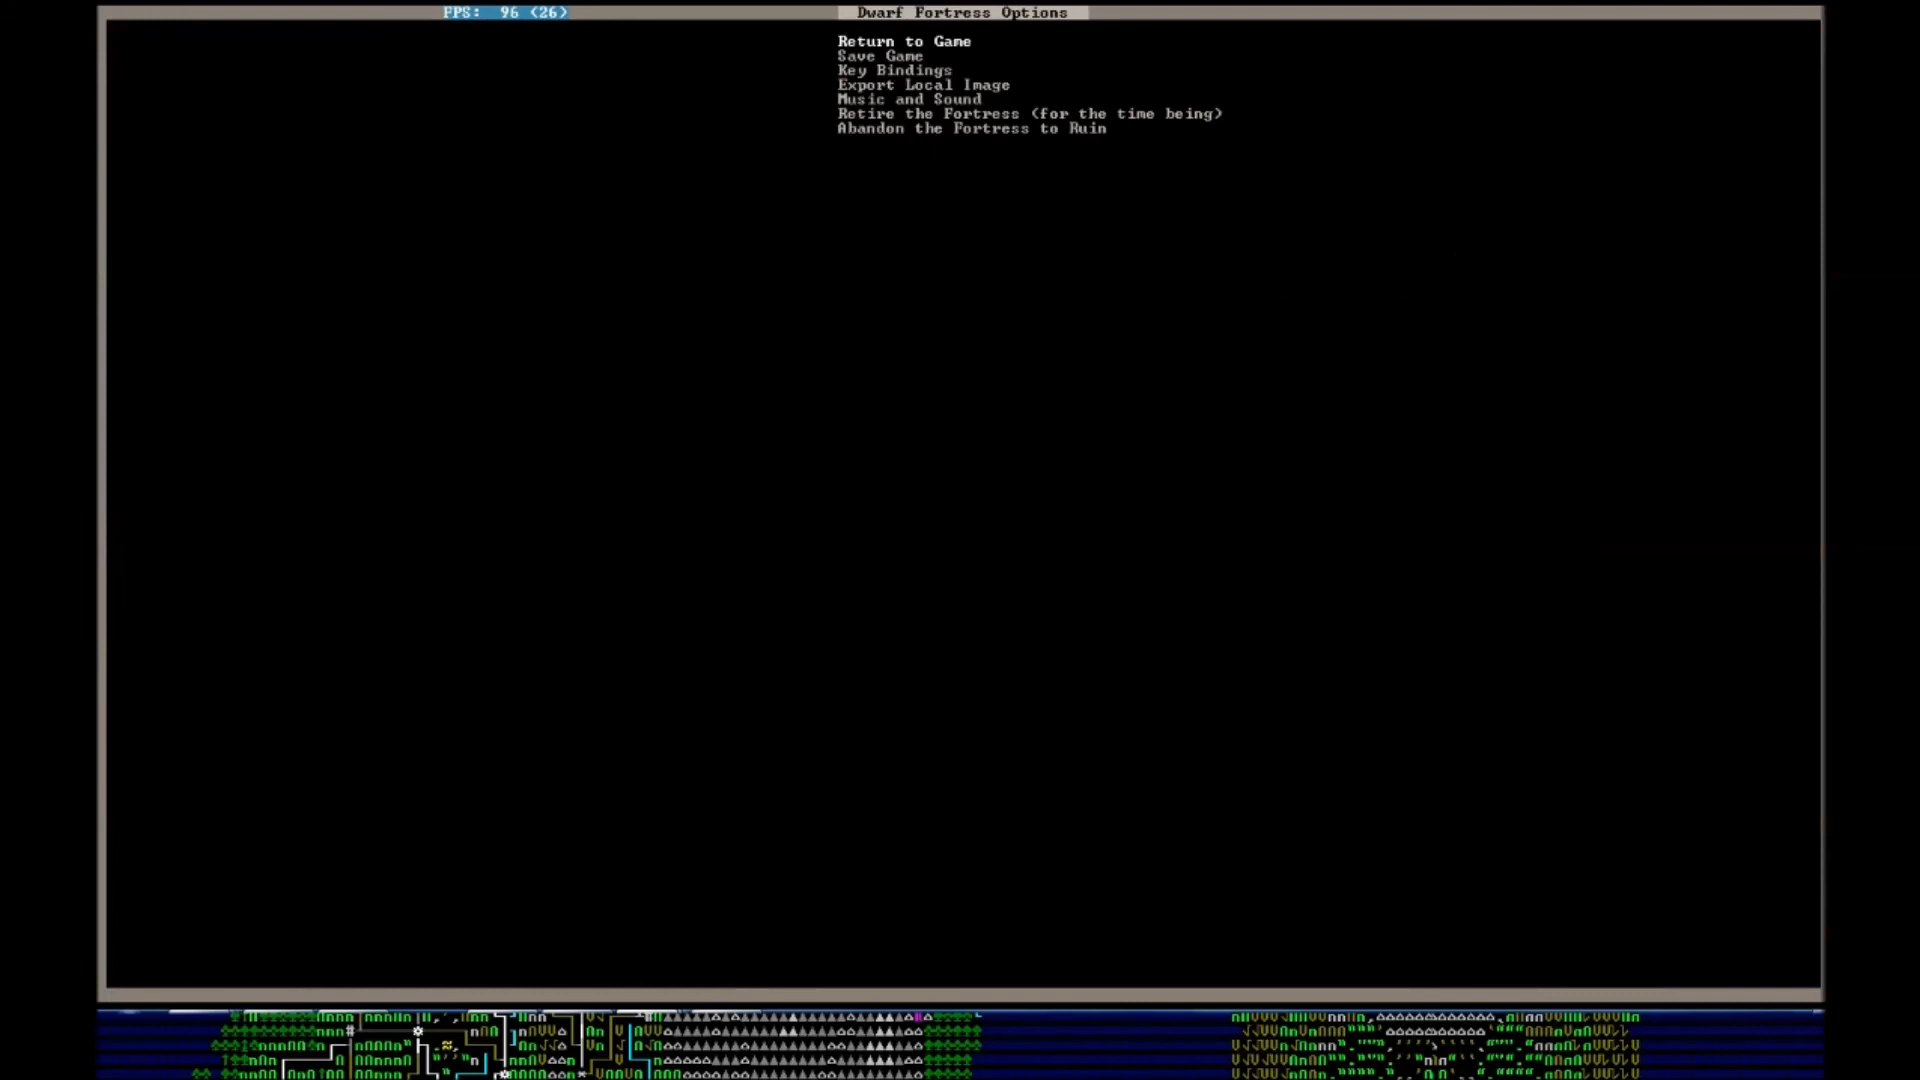 FPS: 96 (26)
Dwarf Fortress Options
Return to Game
Save Game
Key Bindings
Export Local Image
Music and Sound
Retire the Fortress (for the time being)
Abandon the Fortress to Ruin